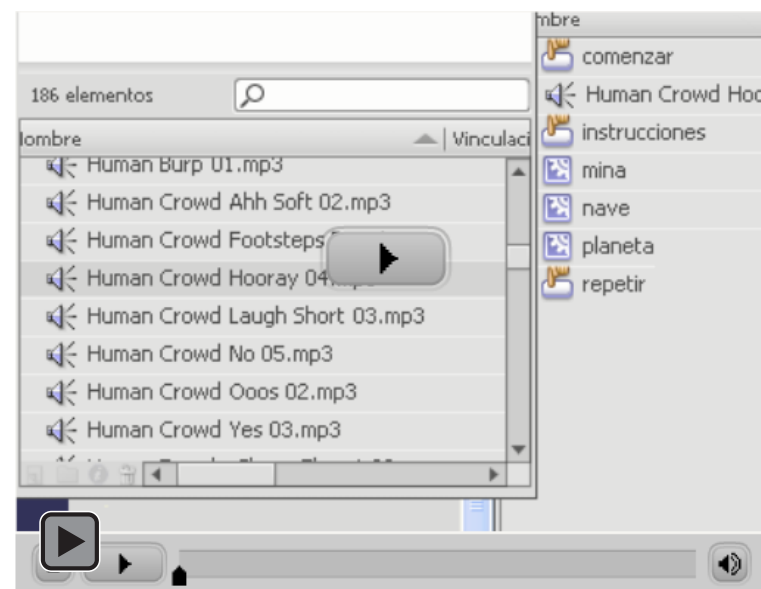 mbre
comenzar
186 elementos
Human Crowd Hoo
lombre
Vinculaci
instrucciones
Human Burp 01.mp3
mina
Human Crowd Ahh Soft 02.mp3
nave
Human Crowd Footsteps
planeta
Human Crowd Hooray 04
repetir
Human Crowd Laugh Short 03.mp3
Human Crowd No 05.mp3
Human Crowd Ooos 02.mp3
Human Crowd Yes 03.mp3